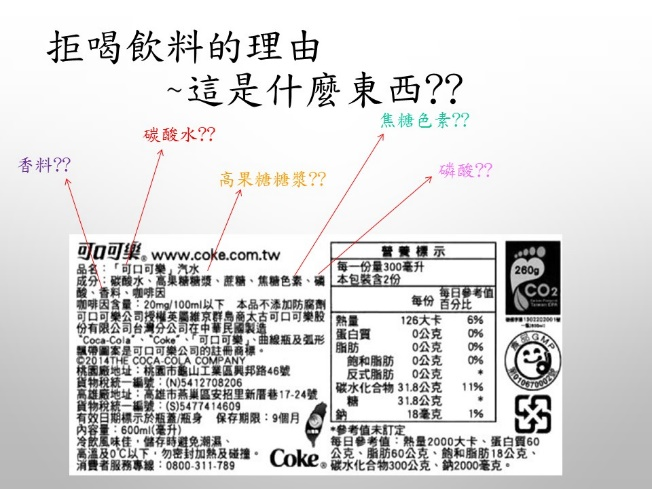 拒喝飲料的理由
~這是什麼東西??
焦糖色素??
碳酸水??
香料??
高果糖糖漿??
磷酸??
可口可樂® www.coke.com.tw
品名：「可口可樂」汽水
成分：碳酸水、高果糖糖漿、蔗糖、焦糖色素、磷
酸、香料、咖啡因
咖啡因含量：20mg/100ml以下 本品不添加防腐劑
可口可樂公司授權英屬維京群島商太古可口可樂股
份有限公司台灣分公司在中華民國製造
"Coca-Cola"、"Coke"、「可口可樂」、曲線瓶及弧形
飄帶圖案是可口可樂公司的註冊商標。
©2014THE COCA-COLA COMPANY
桃園廠地址：桃園市龜山工業區興邦路46號
貨物稅統一編號：(N)5412708206
高雄廠地址：高雄市燕巢區安招里新厝巷17-24號
貨物稅統一編號：(S)5477414609
有效日期標示於瓶蓋/瓶身 保存期限：9個月
內容量：600ml(毫升)
冷飲風味佳，儲存時避免潮濕、
高溫及0℃以下，勿密封加熱及碰撞。
消費者服務專線：0800-311-789
Coke®
營養標示
每一份量300毫升
本包裝含2份
每份 每日參考值百分比
熱量 126大卡 6%
蛋白質 0公克 0%
脂肪 0公克 0%
飽和脂肪 0公克 0%
反式脂肪 0公克 *
碳水化合物 31.8公克 11%
糖 31.8公克 *
鈉 18毫克 1%
*參考值未訂定
每日參考值：熱量2000大卡、蛋白質60
公克、脂肪60公克、飽和脂肪18公克、
碳水化合物300公克、鈉2000毫克。
260g
CO2
食品GMP